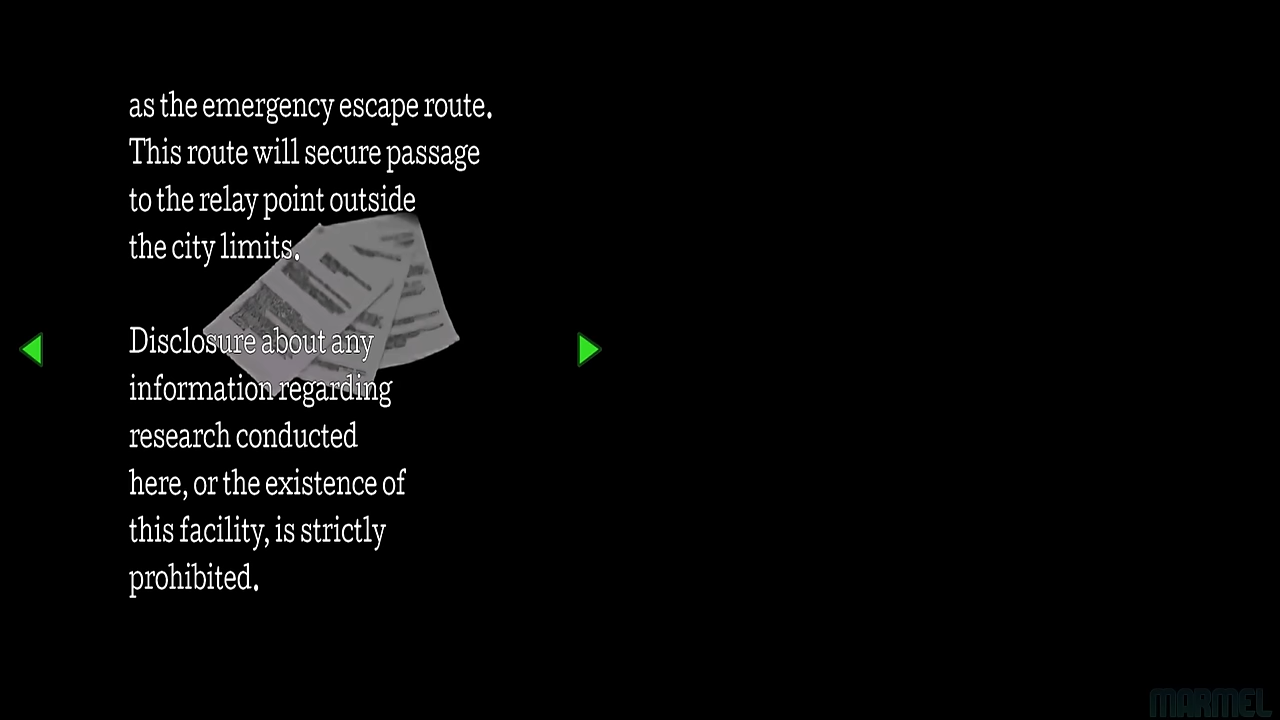 as the emergency escape route.
This route will secure passage
to the relay point outside
the city limits.
Disclosure about any
information regarding
research conducted
here, or the existence of
this facility, is strictly
prohibited.
MARMEL